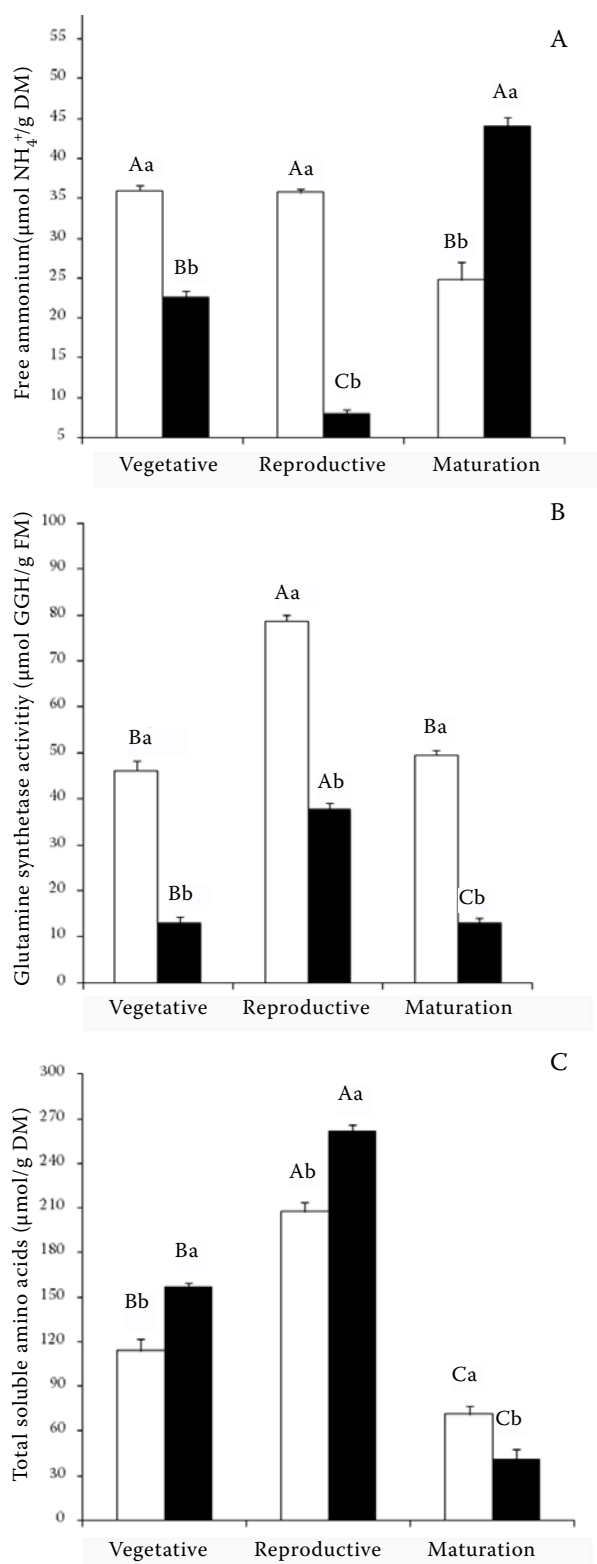 A
55
50
45
40
35
30
25
20
15
10
5
Free ammonium(µmol NH₄⁺/g DM)
Aa
Bb
Aa
Cb
Bb
Aa
Vegetative Reproductive Maturation
B
100
90
80
70
60
50
40
30
20
10
0
Glutamine synthetase activitiy (µmol GGH/g FM)
Ba
Bb
Aa
Ab
Ba
Cb
Vegetative Reproductive Maturation
C
300
270
240
210
180
150
120
90
60
30
0
Total soluble amino acids (µmol/g DM)
Bb
Ba
Ab
Aa
Ca
Cb
Vegetative Reproductive Maturation